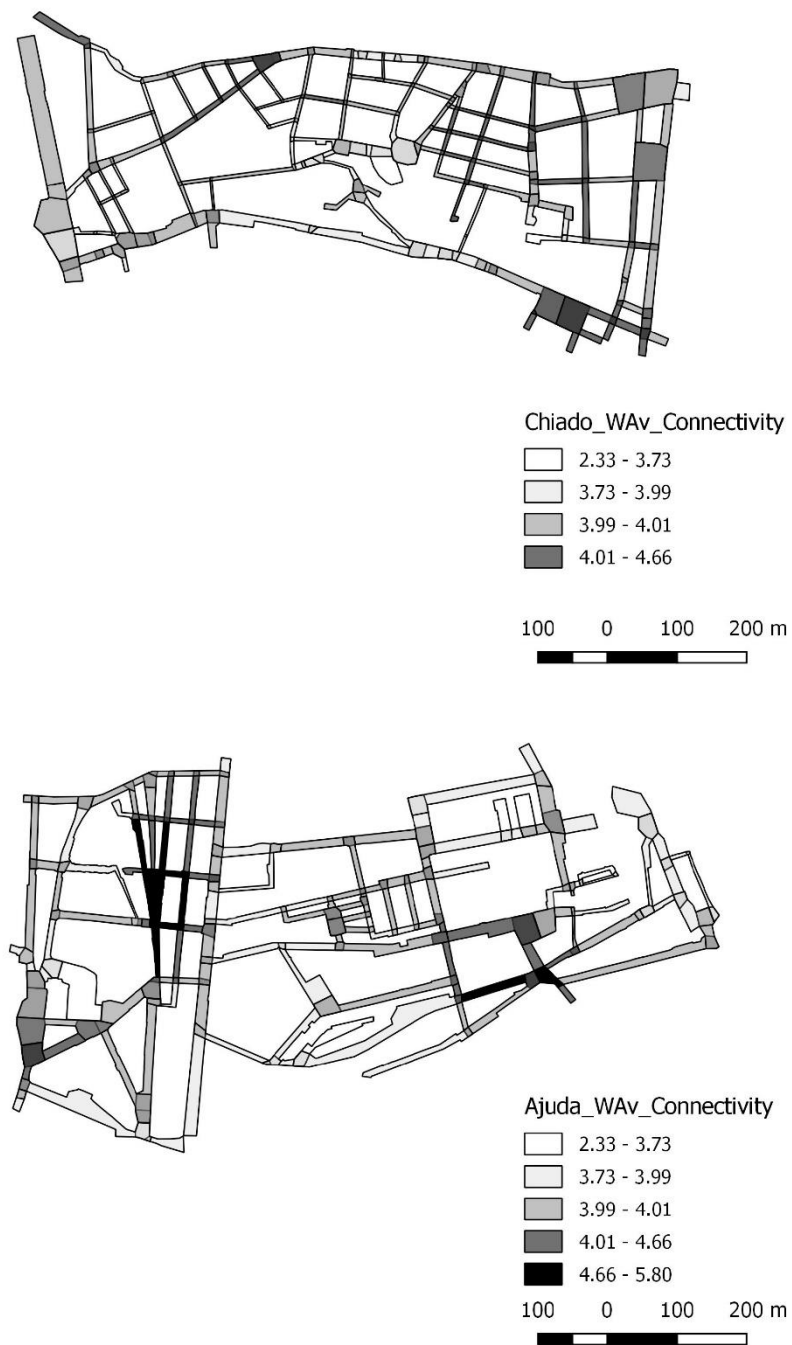 Chiado_WAv_Connectivity
2.33 - 3.73
3.73 - 3.99
3.99 - 4.01
4.01 - 4.66
100 0 100 200 m
Ajuda_WAv_Connectivity
2.33 - 3.73
3.73 - 3.99
3.99 - 4.01
4.01 - 4.66
4.66 - 5.80
100 0 100 200 m